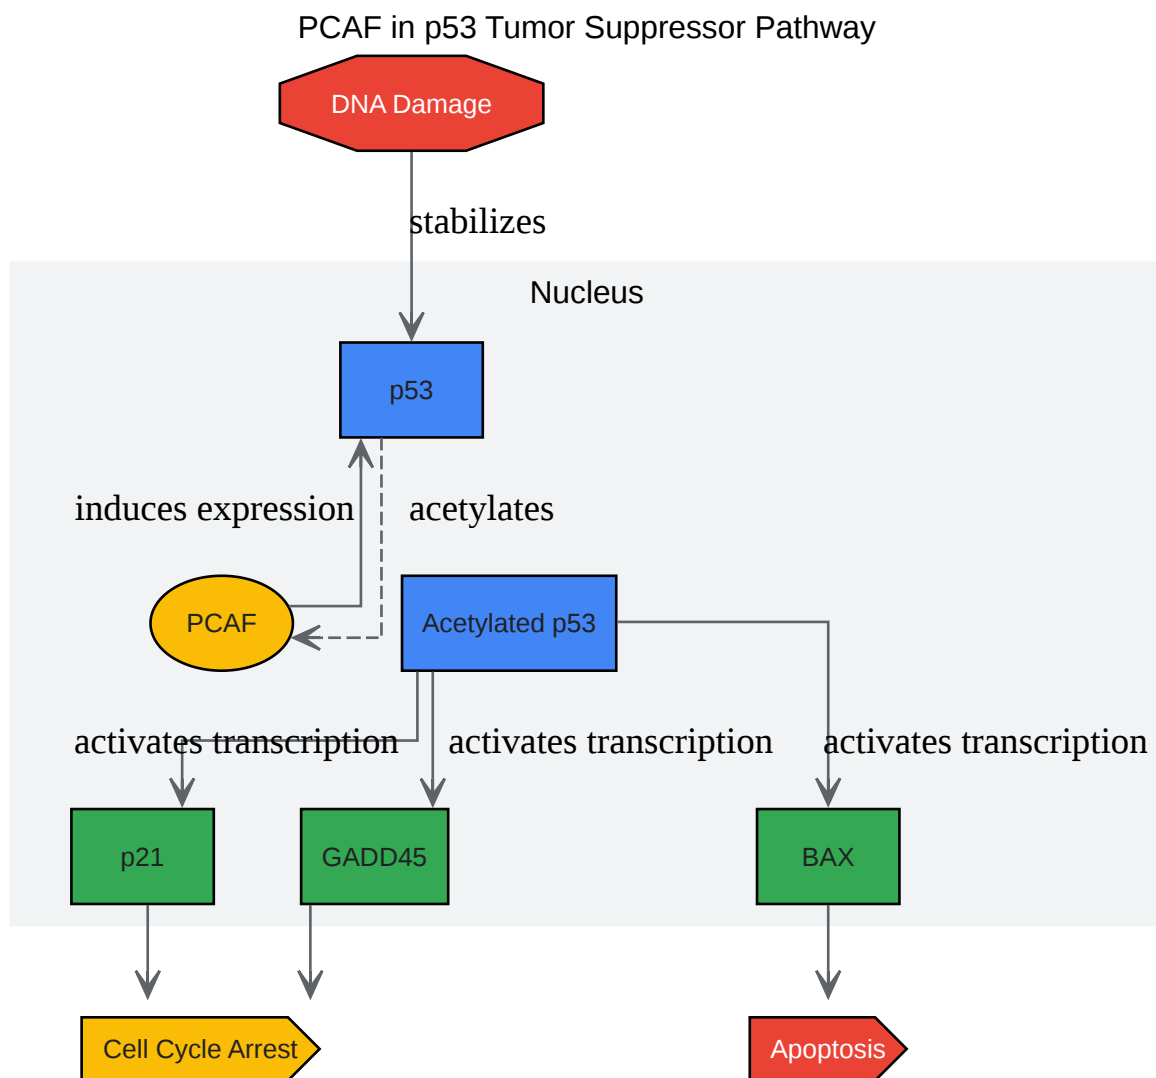 PCAF in p53 Tumor Suppressor Pathway
DNA Damage
stabilizes
Nucleus
p53
induces expression
acetylates
PCAF
Acetylated p53
activates transcription
activates transcription
activates transcription
p21
GADD45
BAX
Cell Cycle Arrest
Apoptosis